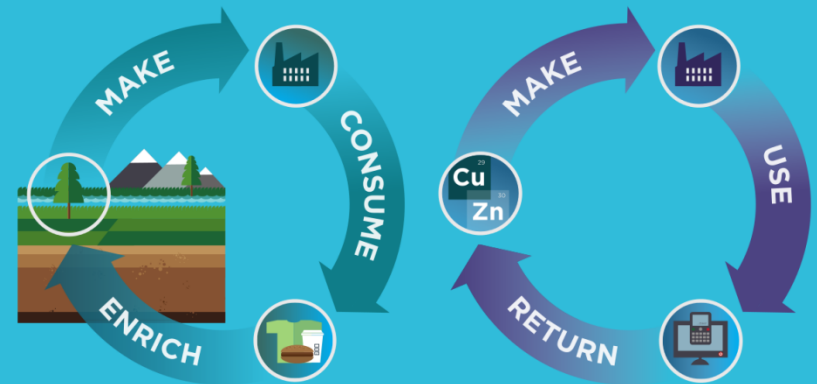 MAKE
CONSUME
ENRICH
MAKE
USE
RETURN
29
Cu
30
Zn